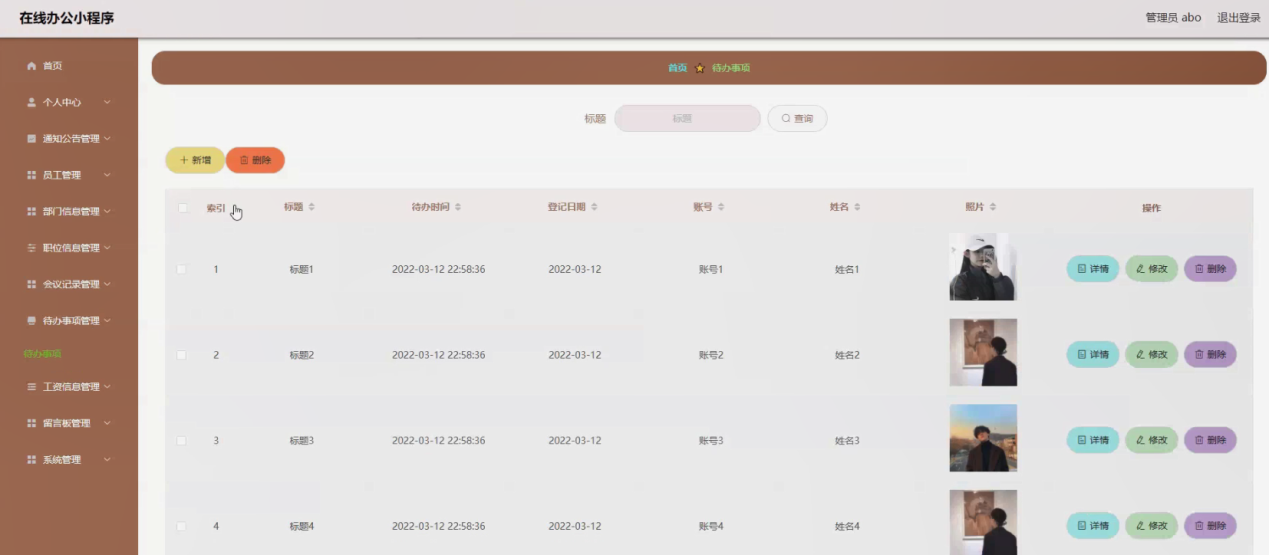 在线办公小程序
管理员 abo 退出登录
首页
个人中心
通知公告管理
员工管理
部门信息管理
职位信息管理
会议记录管理
待办事项管理
待办事项
工资信息管理
留言板管理
系统管理
首页 待办事项
标题 标题 查询
新增 删除
索引 标题 待办时间 登记日期 账号 姓名 照片 操作
1 标题1 2022-03-12 22:58:36 2022-03-12 账号1 姓名1 详情 修改 删除
2 标题2 2022-03-12 22:58:36 2022-03-12 账号2 姓名2 详情 修改 删除
3 标题3 2022-03-12 22:58:36 2022-03-12 账号3 姓名3 详情 修改 删除
4 标题4 2022-03-12 22:58:36 2022-03-12 账号4 姓名4 详情 修改 删除